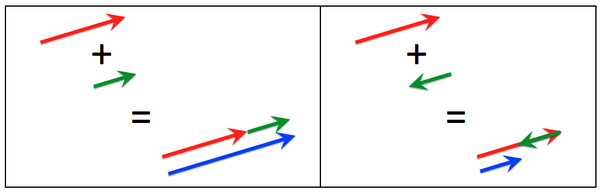 +
=
+
=